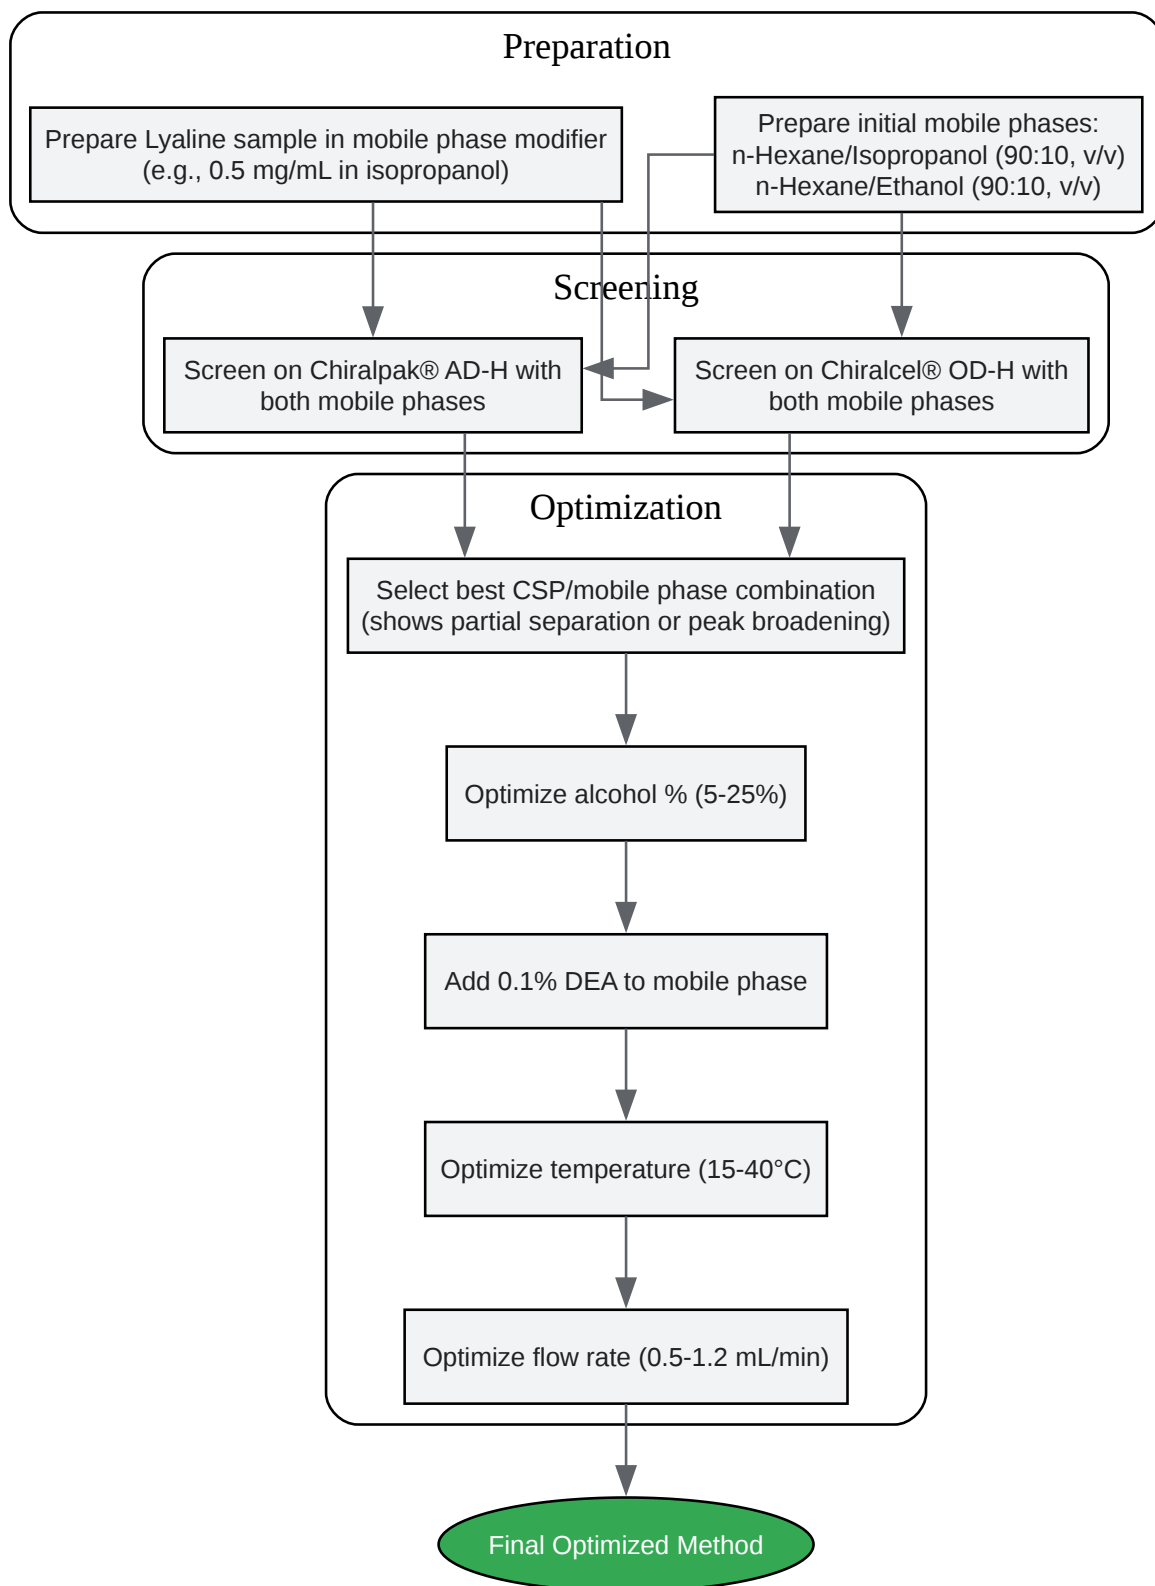 Preparation
Prepare Lyaline sample in mobile phase modifier
(e.g., 0.5 mg/mL in isopropanol)
Prepare initial mobile phases:
n-Hexane/Isopropanol (90:10, v/v)
n-Hexane/Ethanol (90:10, v/v)
Screening
Screen on Chiralpak® AD-H with
both mobile phases
Screen on Chiralcel® OD-H with
both mobile phases
Optimization
Select best CSP/mobile phase combination
(shows partial separation or peak broadening)
Optimize alcohol % (5-25%)
Add 0.1% DEA to mobile phase
Optimize temperature (15-40°C)
Optimize flow rate (0.5-1.2 mL/min)
Final Optimized Method